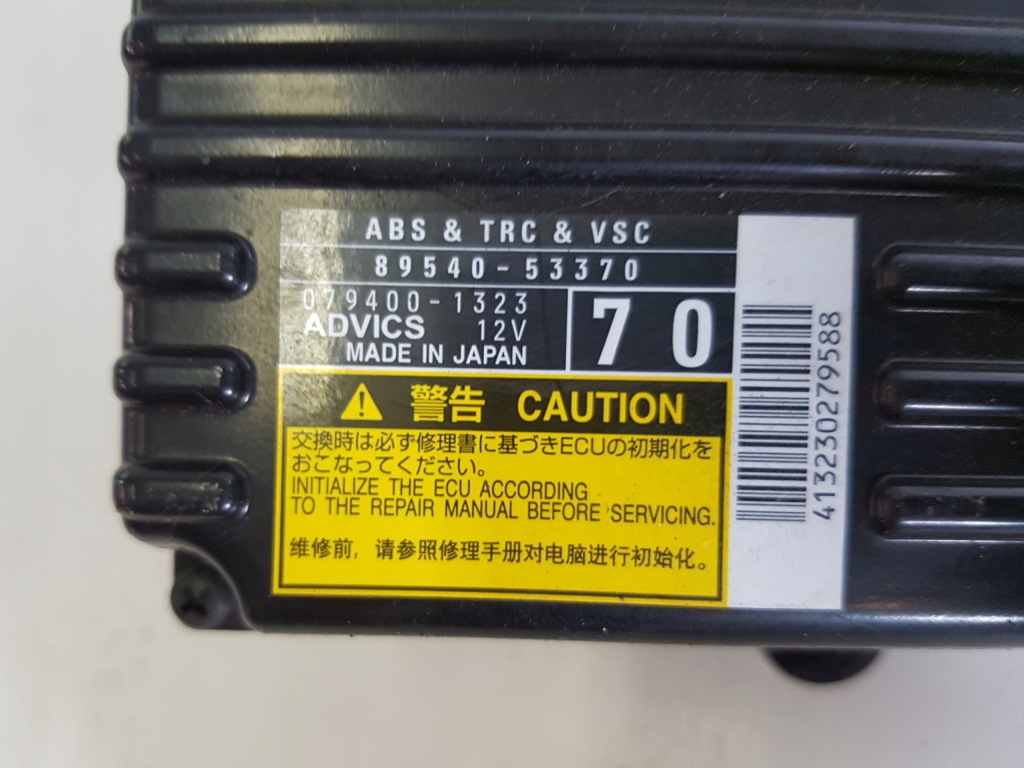 ABS & TRC & VSC
89540-53370
079400-1323
ADVICS 12V
MADE IN JAPAN
70
警告 CAUTION
交換時は必ず修理書に基づきECUの初期化を
おこなってください。
INITIALIZE THE ECU ACCORDING
TO THE REPAIR MANUAL BEFORE SERVICING.
维修前，请参照修理手册对电脑进行初始化。
413230279588